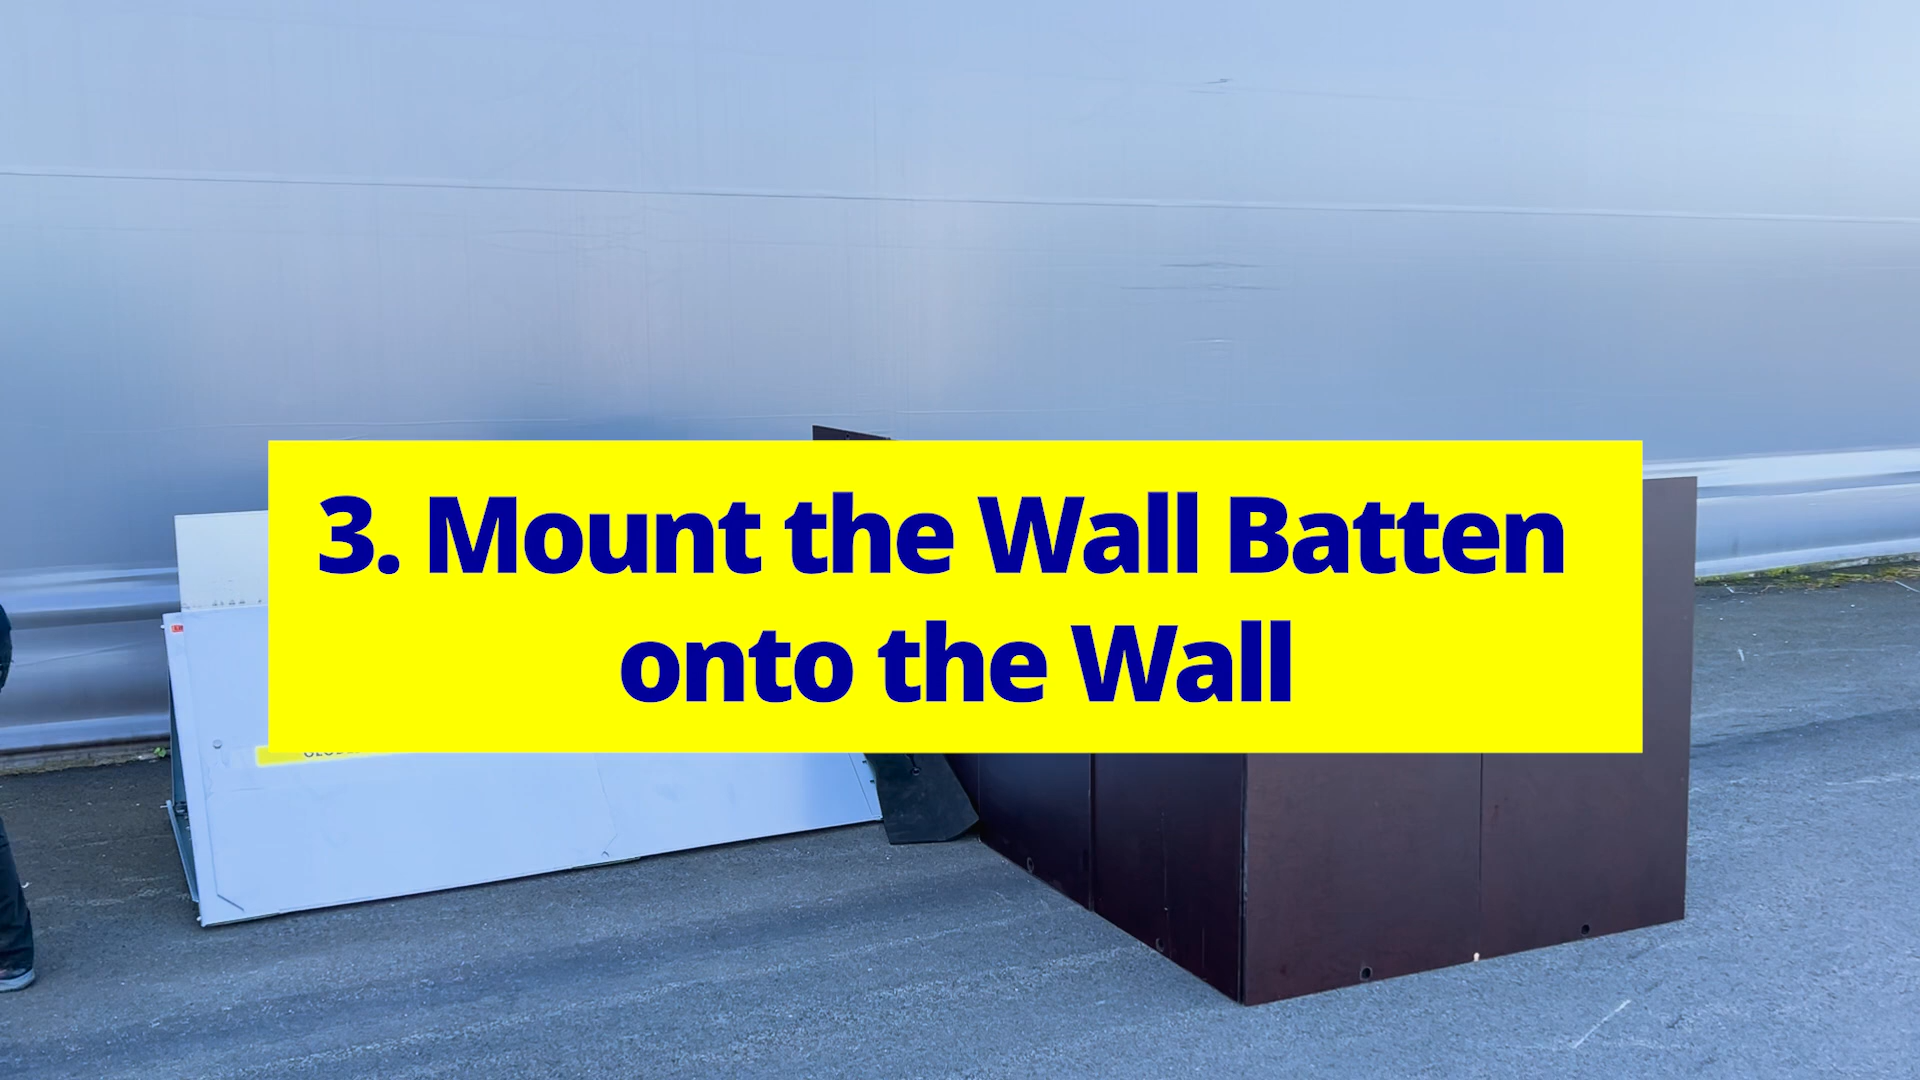 3. Mount the Wall Batten
onto the Wall